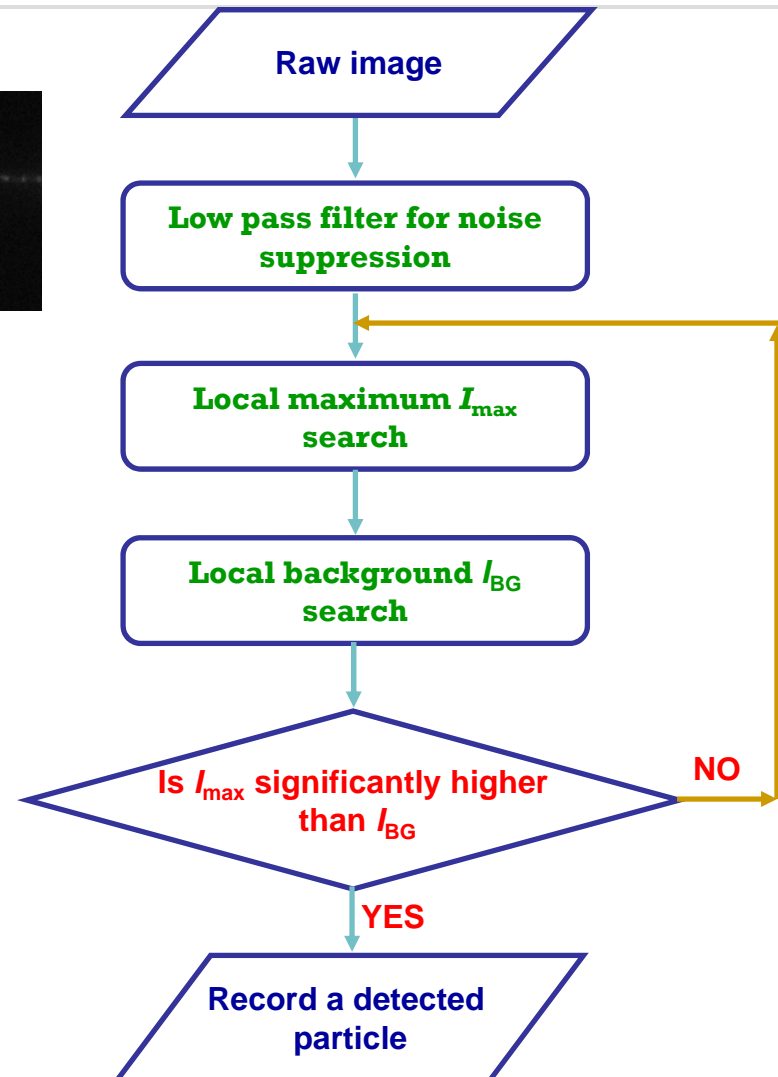 Raw image
Low pass filter for noise
suppression
Local maximum Imax
search
Local background IBG
search
Is Imax significantly higher
than IBG
NO
YES
Record a detected
particle